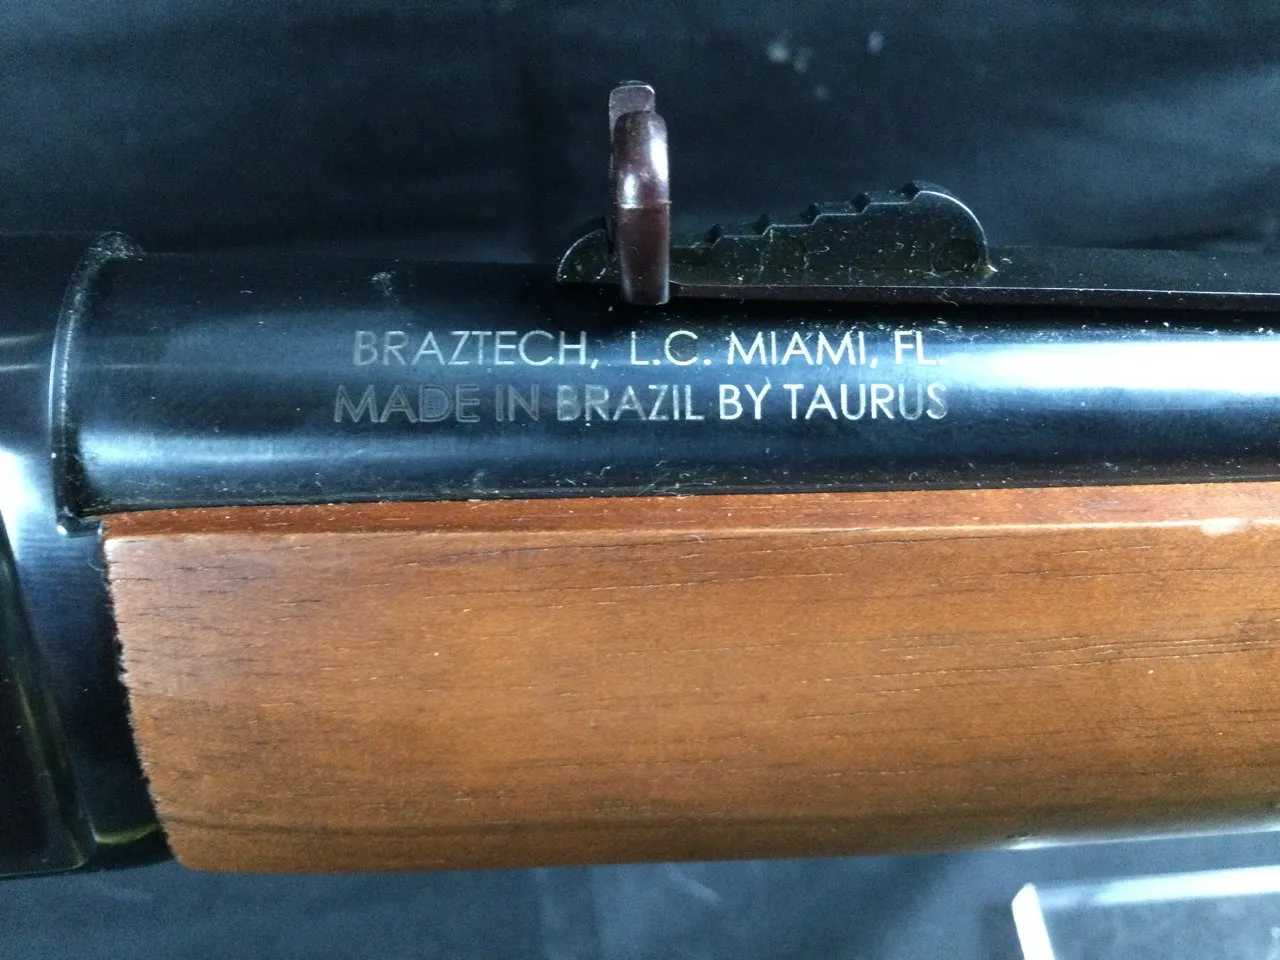 BRAZTECH, L.C. MIAMI, FL.
MADE IN BRAZIL BY TAURUS